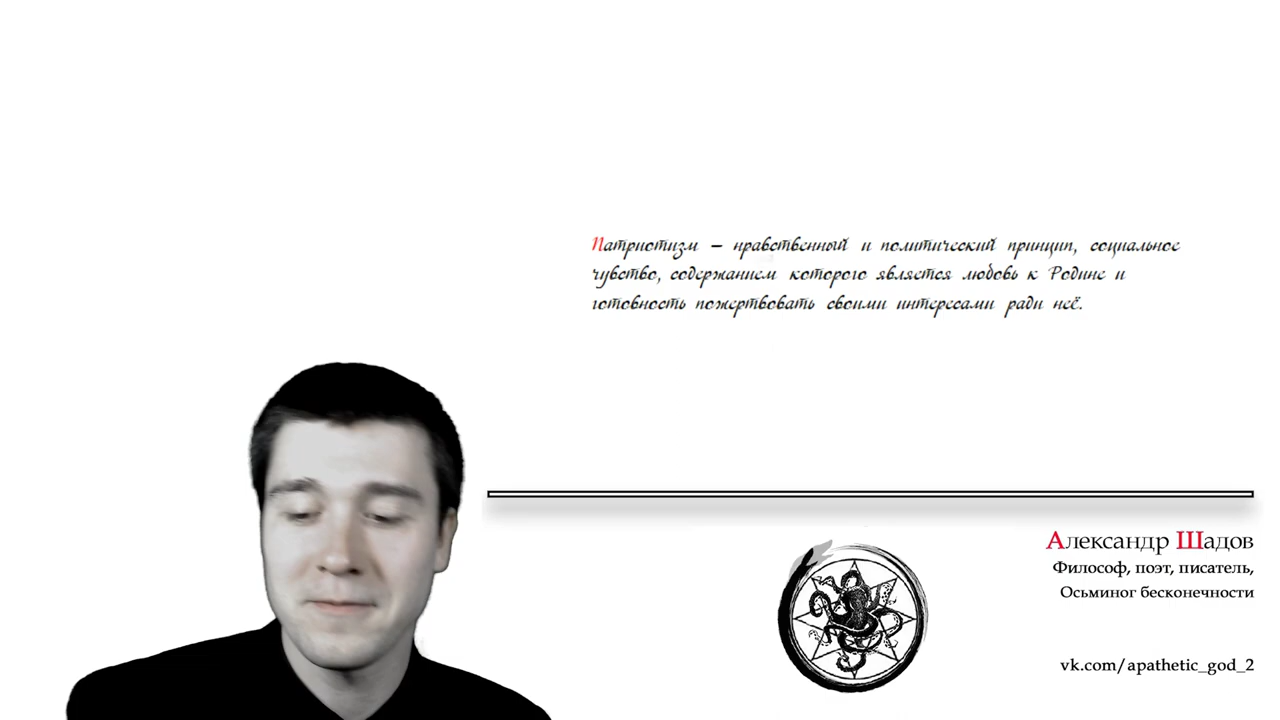 Патриотизм – нравственный и политический принцип, социальное
чувство, содержанием которого является любовь к Родине и
готовность пожертвовать своими интересами ради неё.
Александр Шадов
Философ, поэт, писатель,
Осьминог бесконечности
vk.com/apathetic_god_2